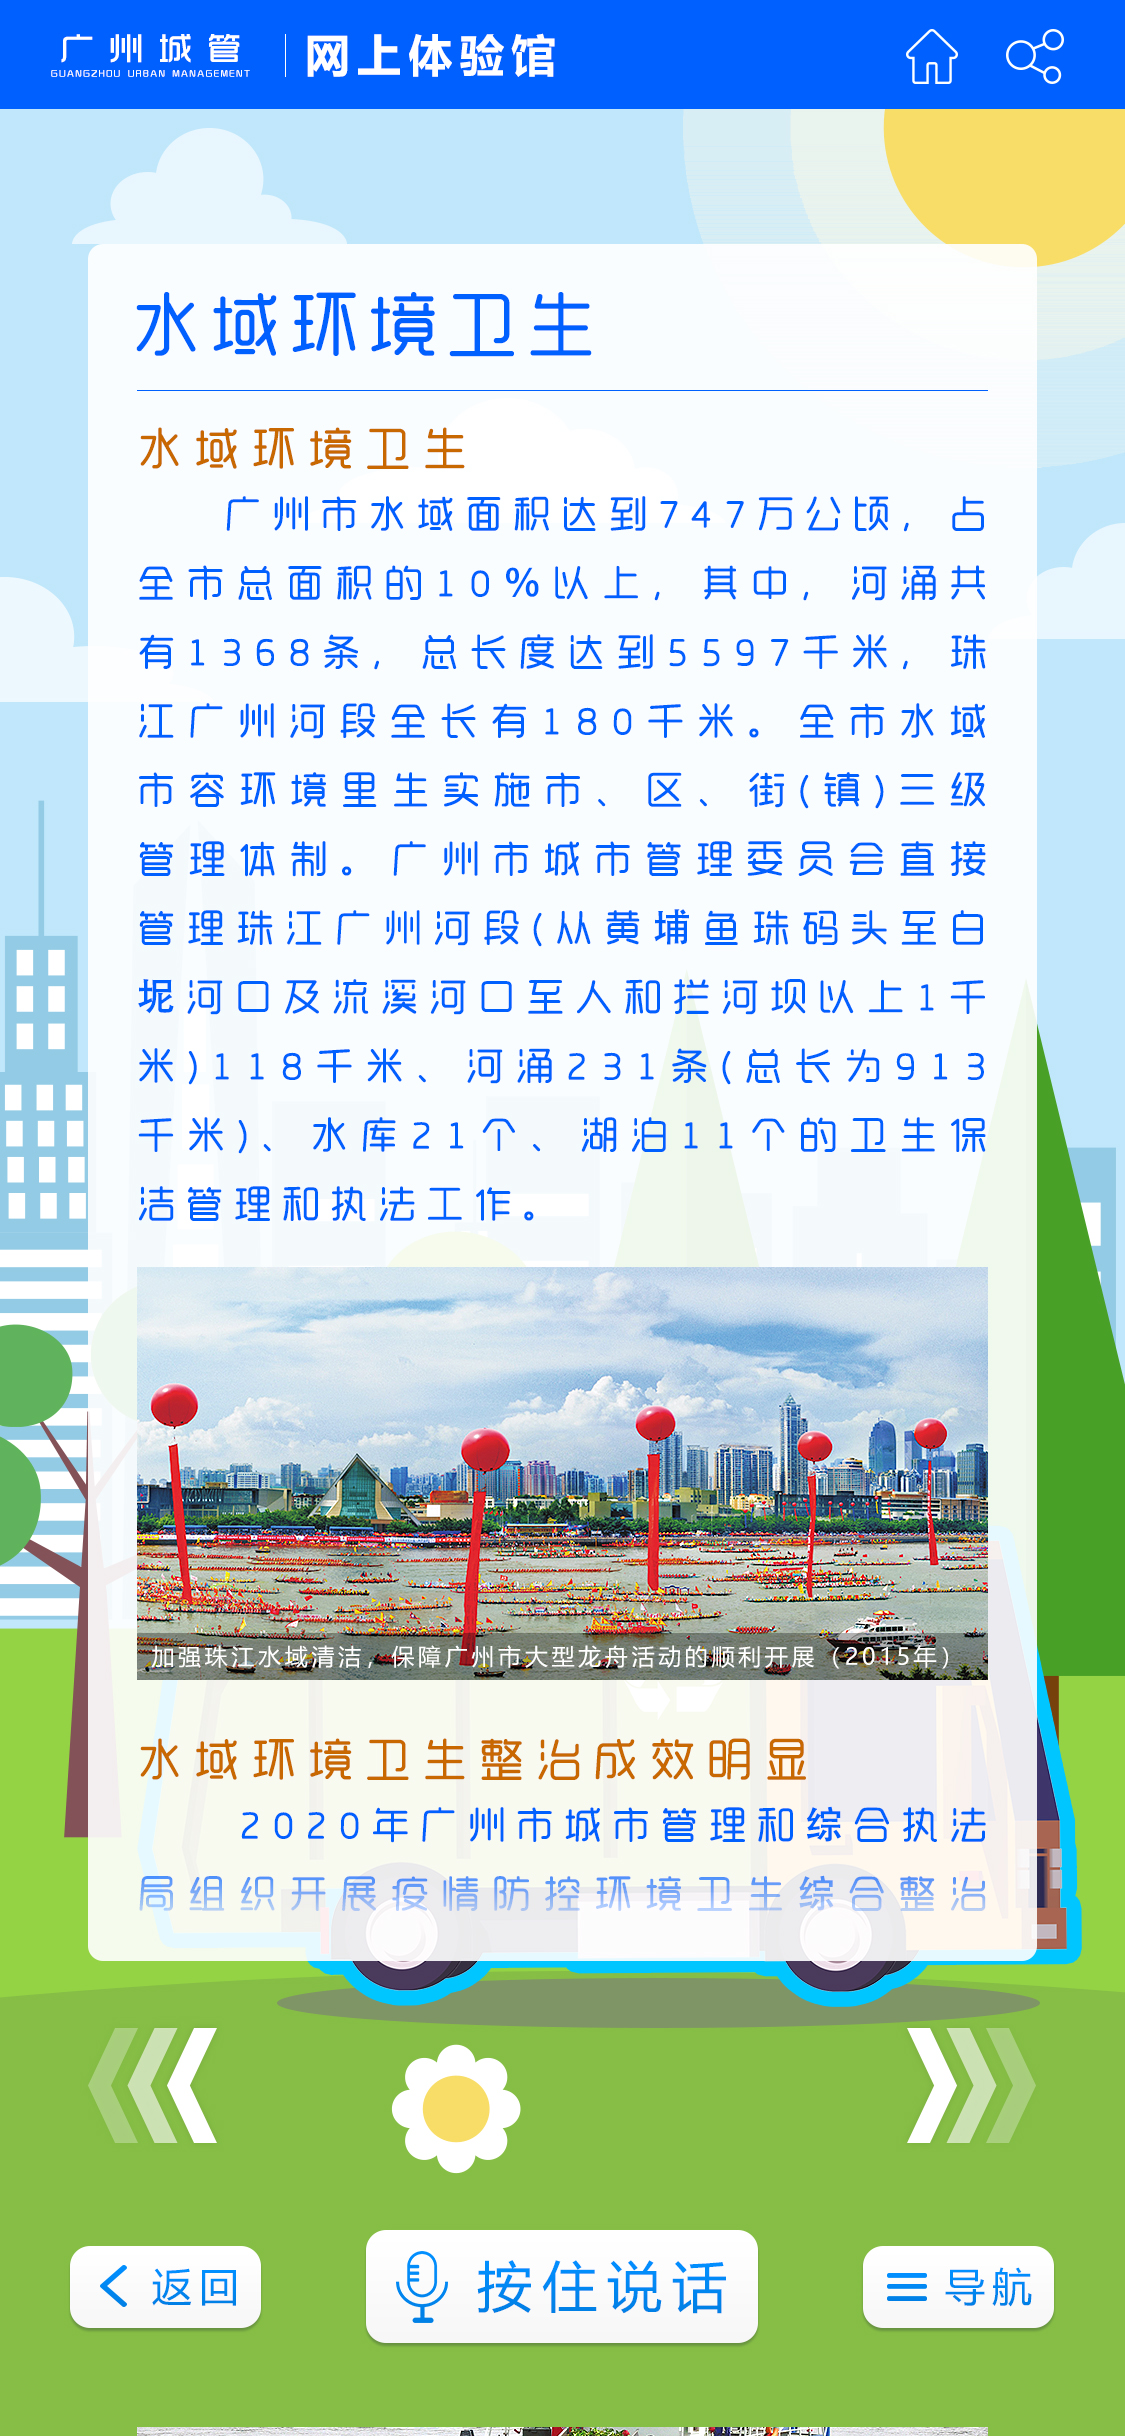 广州城管
GUANGZHOU URBAN MANAGEMENT
网上体验馆
水域环境卫生
水域环境卫生
广州市水域面积达到747万公顷，占
全市总面积的10%以上，其中，河涌共
有1368条，总长度达到5597千米，珠
江广州河段全长有180千米。全市水域
市容环境里生实施市、区、街(镇)三级
管理体制。广州市城市管理委员会直接
管理珠江广州河段(从黄埔鱼珠码头至白
坭河口及流溪河口至人和拦河坝以上1千
米)118千米、河涌231条(总长为913
千米)、水库21个、湖泊11个的卫生保
洁管理和执法工作。
加强珠江水域清洁，保障广州市大型龙舟活动的顺利开展（2015年）
水域环境卫生整治成效明显
2020年广州市城市管理和综合执法
局组织开展疫情防控环境卫生综合整治
返回
按住说话
导航